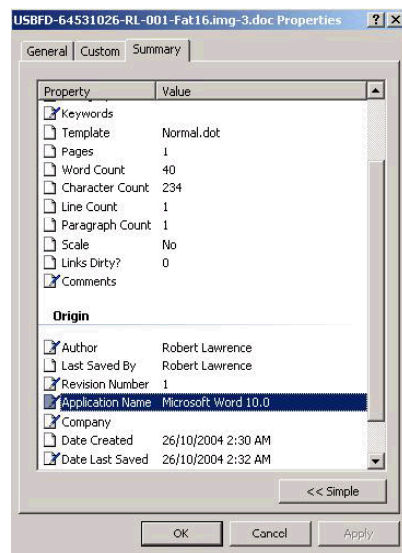 USBFD-64531026-RL-001-Fat16.img-3.doc Properties
General Custom Summary
Property Value
Keywords
Template Normal.dot
Pages 1
Word Count 40
Character Count 234
Line Count 1
Paragraph Count 1
Scale No
Links Dirty? 0
Comments
Origin
Author Robert Lawrence
Last Saved By Robert Lawrence
Revision Number 1
Application Name Microsoft Word 10.0
Company
Date Created 26/10/2004 2:30 AM
Date Last Saved 26/10/2004 2:32 AM
<< Simple
OK Cancel Apply